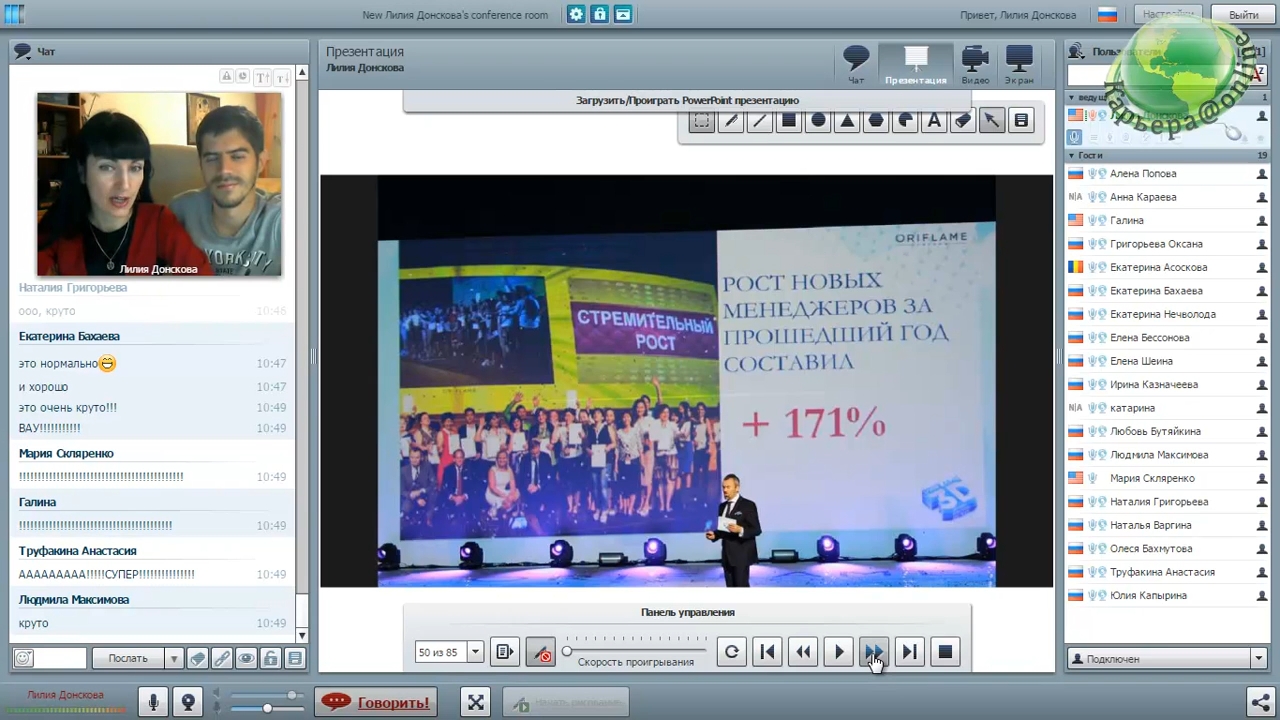 New Лилия Донскова's conference room
Привет, Лилия Донскова
Настройки
Выйти
Чат
Лилия Донскова
Наталия Григорьева
ооо, круто 10:46
Екатерина Бахаева
это нормально 10:47
и хорошо 10:47
это очень круто!!! 10:49
ВАУ!!!!!!!!!!! 10:49
Мария Скляренко
!!!!!!!!!!!!!!!!!!!!!!!!!!!!!!!!!!!!!!!!!!! 10:49
Галина
!!!!!!!!!!!!!!!!!!!!!!!!!!!!!!!!!!!!!!!! 10:49
Труфакина Анастасия
ААААААААА!!!!!СУПЕР!!!!!!!!!!!!!!! 10:49
Людмила Максимова
круто 10:49
Послать
Презентация
Лилия Донскова
Чат
Презентация
Видео
Экран
Загрузить/Проиграть PowerPoint презентацию
A
ORIFLAME
СТРЕМИТЕЛЬНЫЙ
РОСТ
РОСТ НОВЫХ
МЕНЕДЖЕРОВ ЗА
ПРОШЕДШИЙ ГОД
СОСТАВИЛ
+ 171%
Панель управления
50 из 85
Скорость проигрывания
Карьера@online
ведущ 1
Гости 19
Алена Попова
N/A Анна Караева
Галина
Григорьева Оксана
Екатерина Асоскова
Екатерина Бахаева
Екатерина Нечволода
Елена Бессонова
Елена Шеина
Ирина Казначеева
N/A катарина
Любовь Бутяйкина
Людмила Максимова
Мария Скляренко
Наталия Григорьева
Наталья Варгина
Олеся Бахмутова
Труфакина Анастасия
Юлия Капырина
Подключен
Лилия Донскова
Говорить!